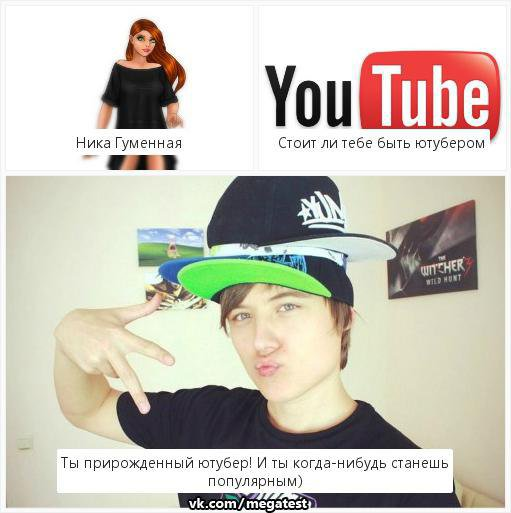 YouTube
Ника Гуменная
Стоит ли тебе быть ютубером
THE
WITCHER 3
WILD HUNT
Ты прирожденный ютубер! И ты когда-нибудь станешь
популярным)
vk.com/megatest